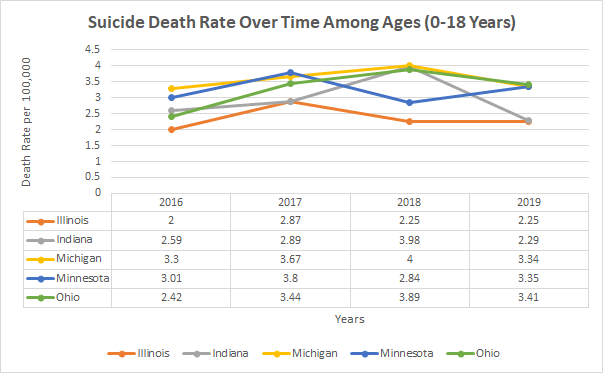 Suicide Death Rate Over Time Among Ages (0-18 Years)
Death Rate per 100,000
4.5
4
3.5
3
2.5
2
1.5
1
0.5
0
2016 2017 2018 2019
Illinois 2 2.87 2.25 2.25
Indiana 2.59 2.89 3.98 2.29
Michigan 3.3 3.67 4 3.34
Minnesota 3.01 3.8 2.84 3.35
Ohio 2.42 3.44 3.89 3.41
Years
Illinois Indiana Michigan Minnesota Ohio